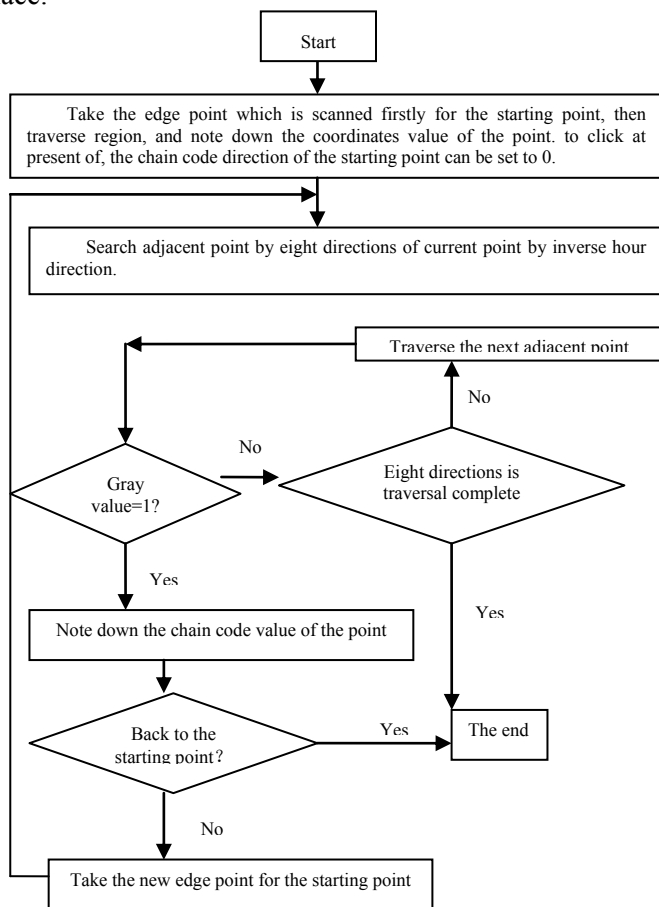 ace.
Start
Take the edge point which is scanned firstly for the starting point, then
traverse region, and note down the coordinates value of the point. to click at
present of, the chain code direction of the starting point can be set to 0.
Search adjacent point by eight directions of current point by inverse hour
direction.
Traverse the next adjacent point
No
No
Gray
value=1?
Eight directions is
traversal complete
Yes
Yes
Note down the chain code value of the point
Back to the
starting point?
Yes
The end
No
Take the new edge point for the starting point